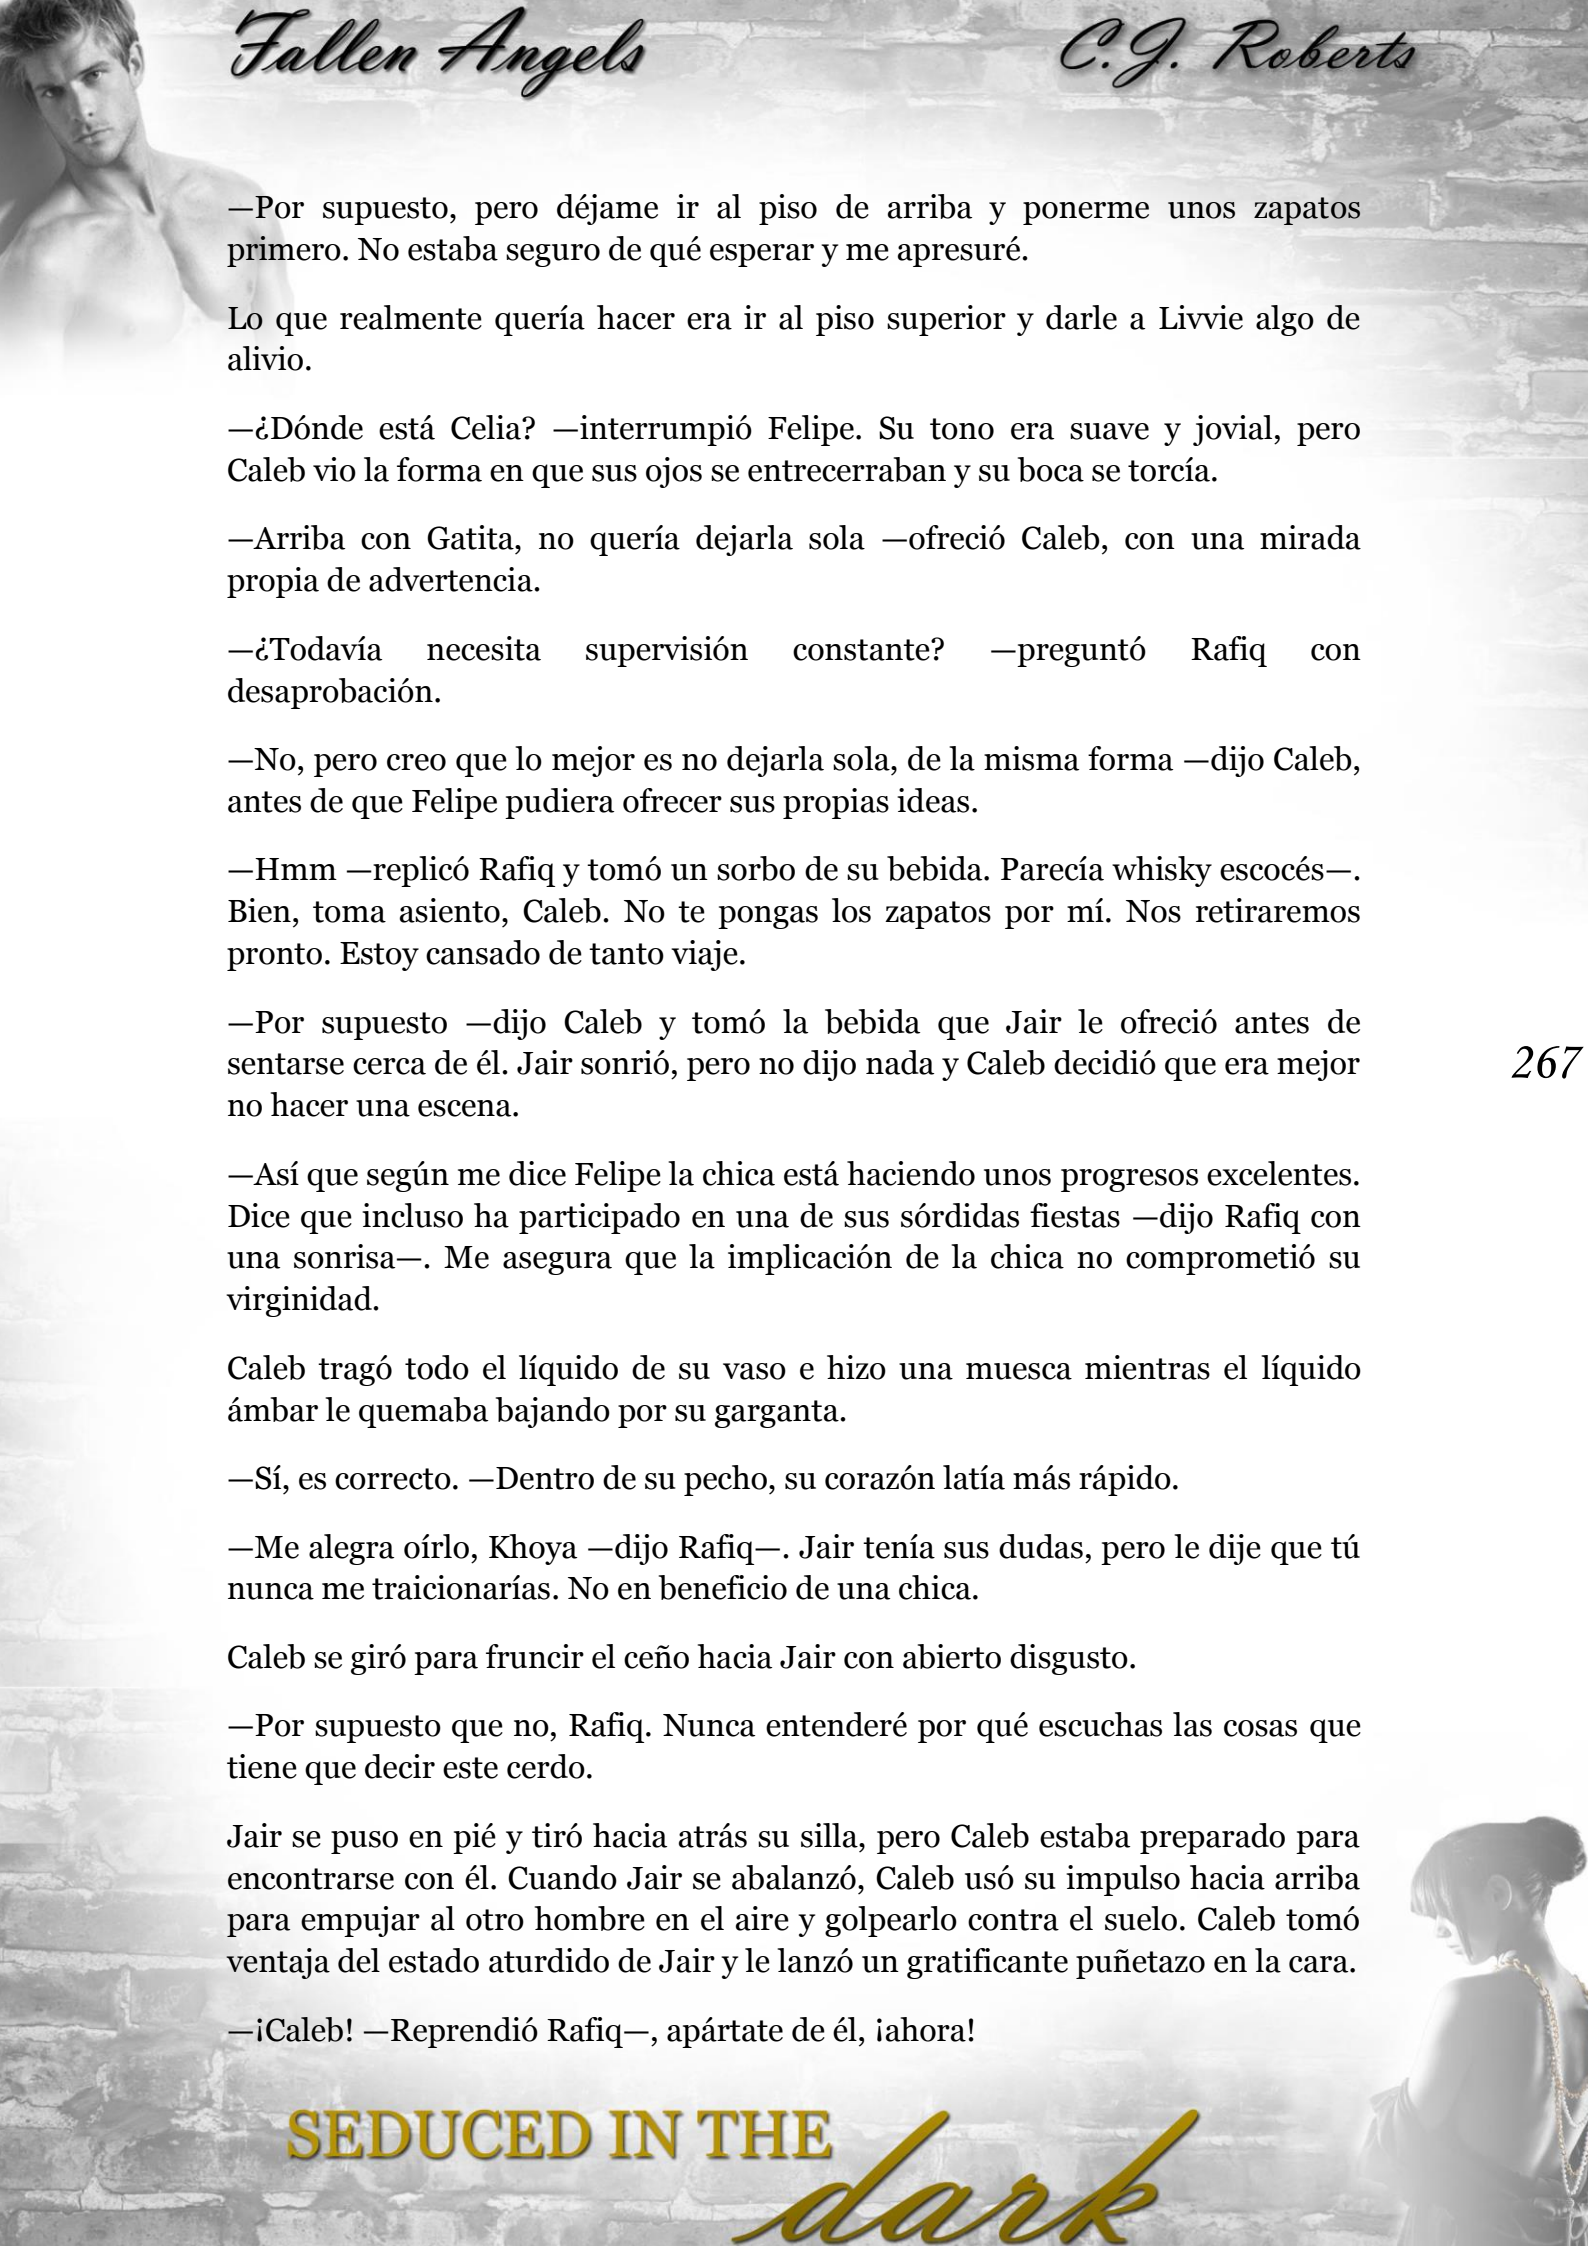 Fallen Angels
C.J. Roberts
—Por supuesto, pero déjame ir al piso de arriba y ponerme unos zapatos
primero. No estaba seguro de qué esperar y me apresuré.
Lo que realmente quería hacer era ir al piso superior y darle a Livvie algo de
alivio.
—¿Dónde está Celia? —interrumpió Felipe. Su tono era suave y jovial, pero
Caleb vio la forma en que sus ojos se entrecerraban y su boca se torcía.
—Arriba con Gatita, no quería dejarla sola —ofreció Caleb, con una mirada
propia de advertencia.
—¿Todavía necesita supervisión constante? —preguntó Rafiq con
desaprobación.
—No, pero creo que lo mejor es no dejarla sola, de la misma forma —dijo Caleb,
antes de que Felipe pudiera ofrecer sus propias ideas.
—Hmm —replicó Rafiq y tomó un sorbo de su bebida. Parecía whisky escocés—.
Bien, toma asiento, Caleb. No te pongas los zapatos por mí. Nos retiraremos
pronto. Estoy cansado de tanto viaje.
—Por supuesto —dijo Caleb y tomó la bebida que Jair le ofreció antes de
sentarse cerca de él. Jair sonrió, pero no dijo nada y Caleb decidió que era mejor
no hacer una escena.
267
—Así que según me dice Felipe la chica está haciendo unos progresos excelentes.
Dice que incluso ha participado en una de sus sórdidas fiestas —dijo Rafiq con
una sonrisa—. Me asegura que la implicación de la chica no comprometió su
virginidad.
Caleb tragó todo el líquido de su vaso e hizo una muesca mientras el líquido
ámbar le quemaba bajando por su garganta.
—Sí, es correcto. —Dentro de su pecho, su corazón latía más rápido.
—Me alegra oírlo, Khoya —dijo Rafiq—. Jair tenía sus dudas, pero le dije que tú
nunca me traicionarías. No en beneficio de una chica.
Caleb se giró para fruncir el ceño hacia Jair con abierto disgusto.
—Por supuesto que no, Rafiq. Nunca entenderé por qué escuchas las cosas que
tiene que decir este cerdo.
Jair se puso en pié y tiró hacia atrás su silla, pero Caleb estaba preparado para
encontrarse con él. Cuando Jair se abalanzó, Caleb usó su impulso hacia arriba
para empujar al otro hombre en el aire y golpearlo contra el suelo. Caleb tomó
ventaja del estado aturdido de Jair y le lanzó un gratificante puñetazo en la cara.
—¡Caleb! —Reprendió Rafiq—, apártate de él, ¡ahora!
SEDUCED IN THE
dark